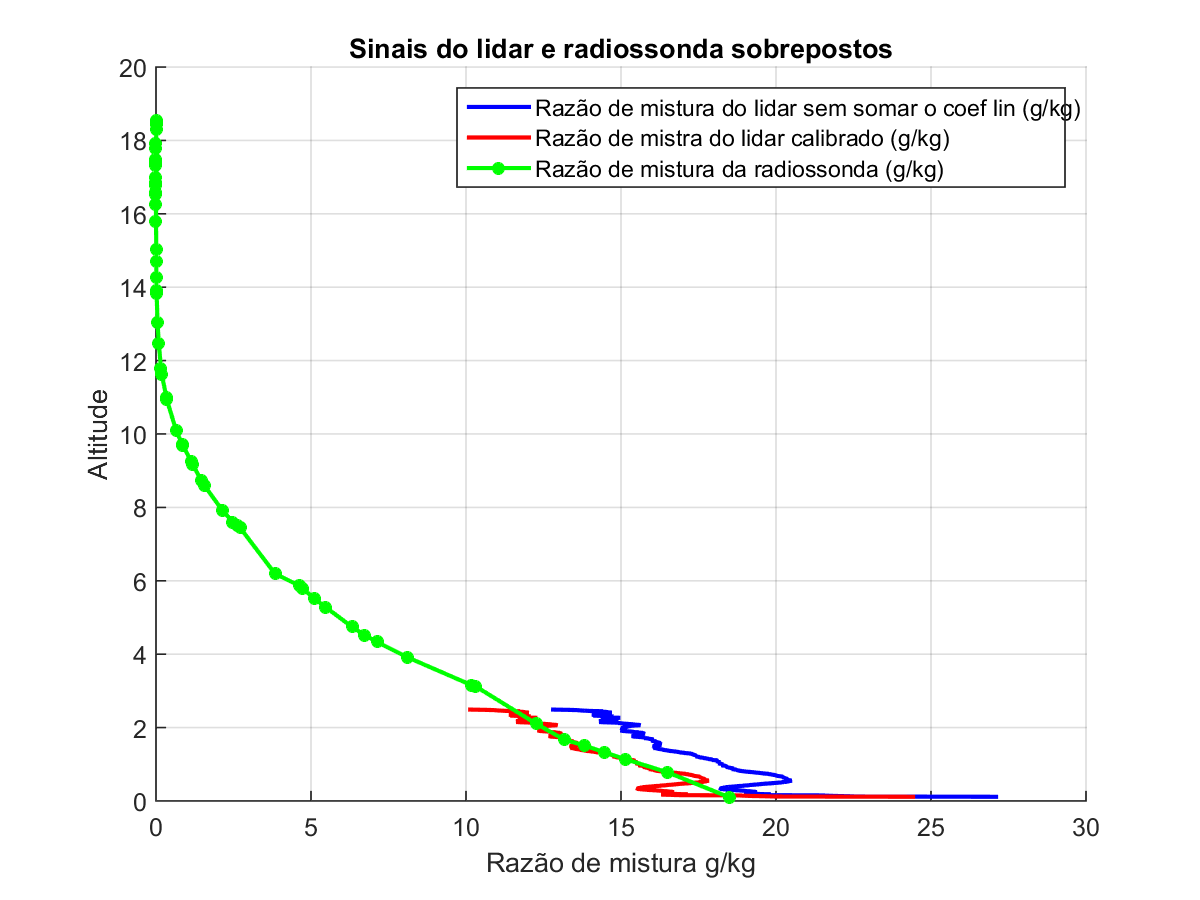 Sinais do lidar e radiossonda sobrepostos
Razão de mistura do lidar sem somar o coef lin (g/kg)
Razão de mistra do lidar calibrado (g/kg)
Razão de mistura da radiossonda (g/kg)
Altitude
20
18
16
14
12
10
8
6
4
2
0
0 5 10 15 20 25 30
Razão de mistura g/kg